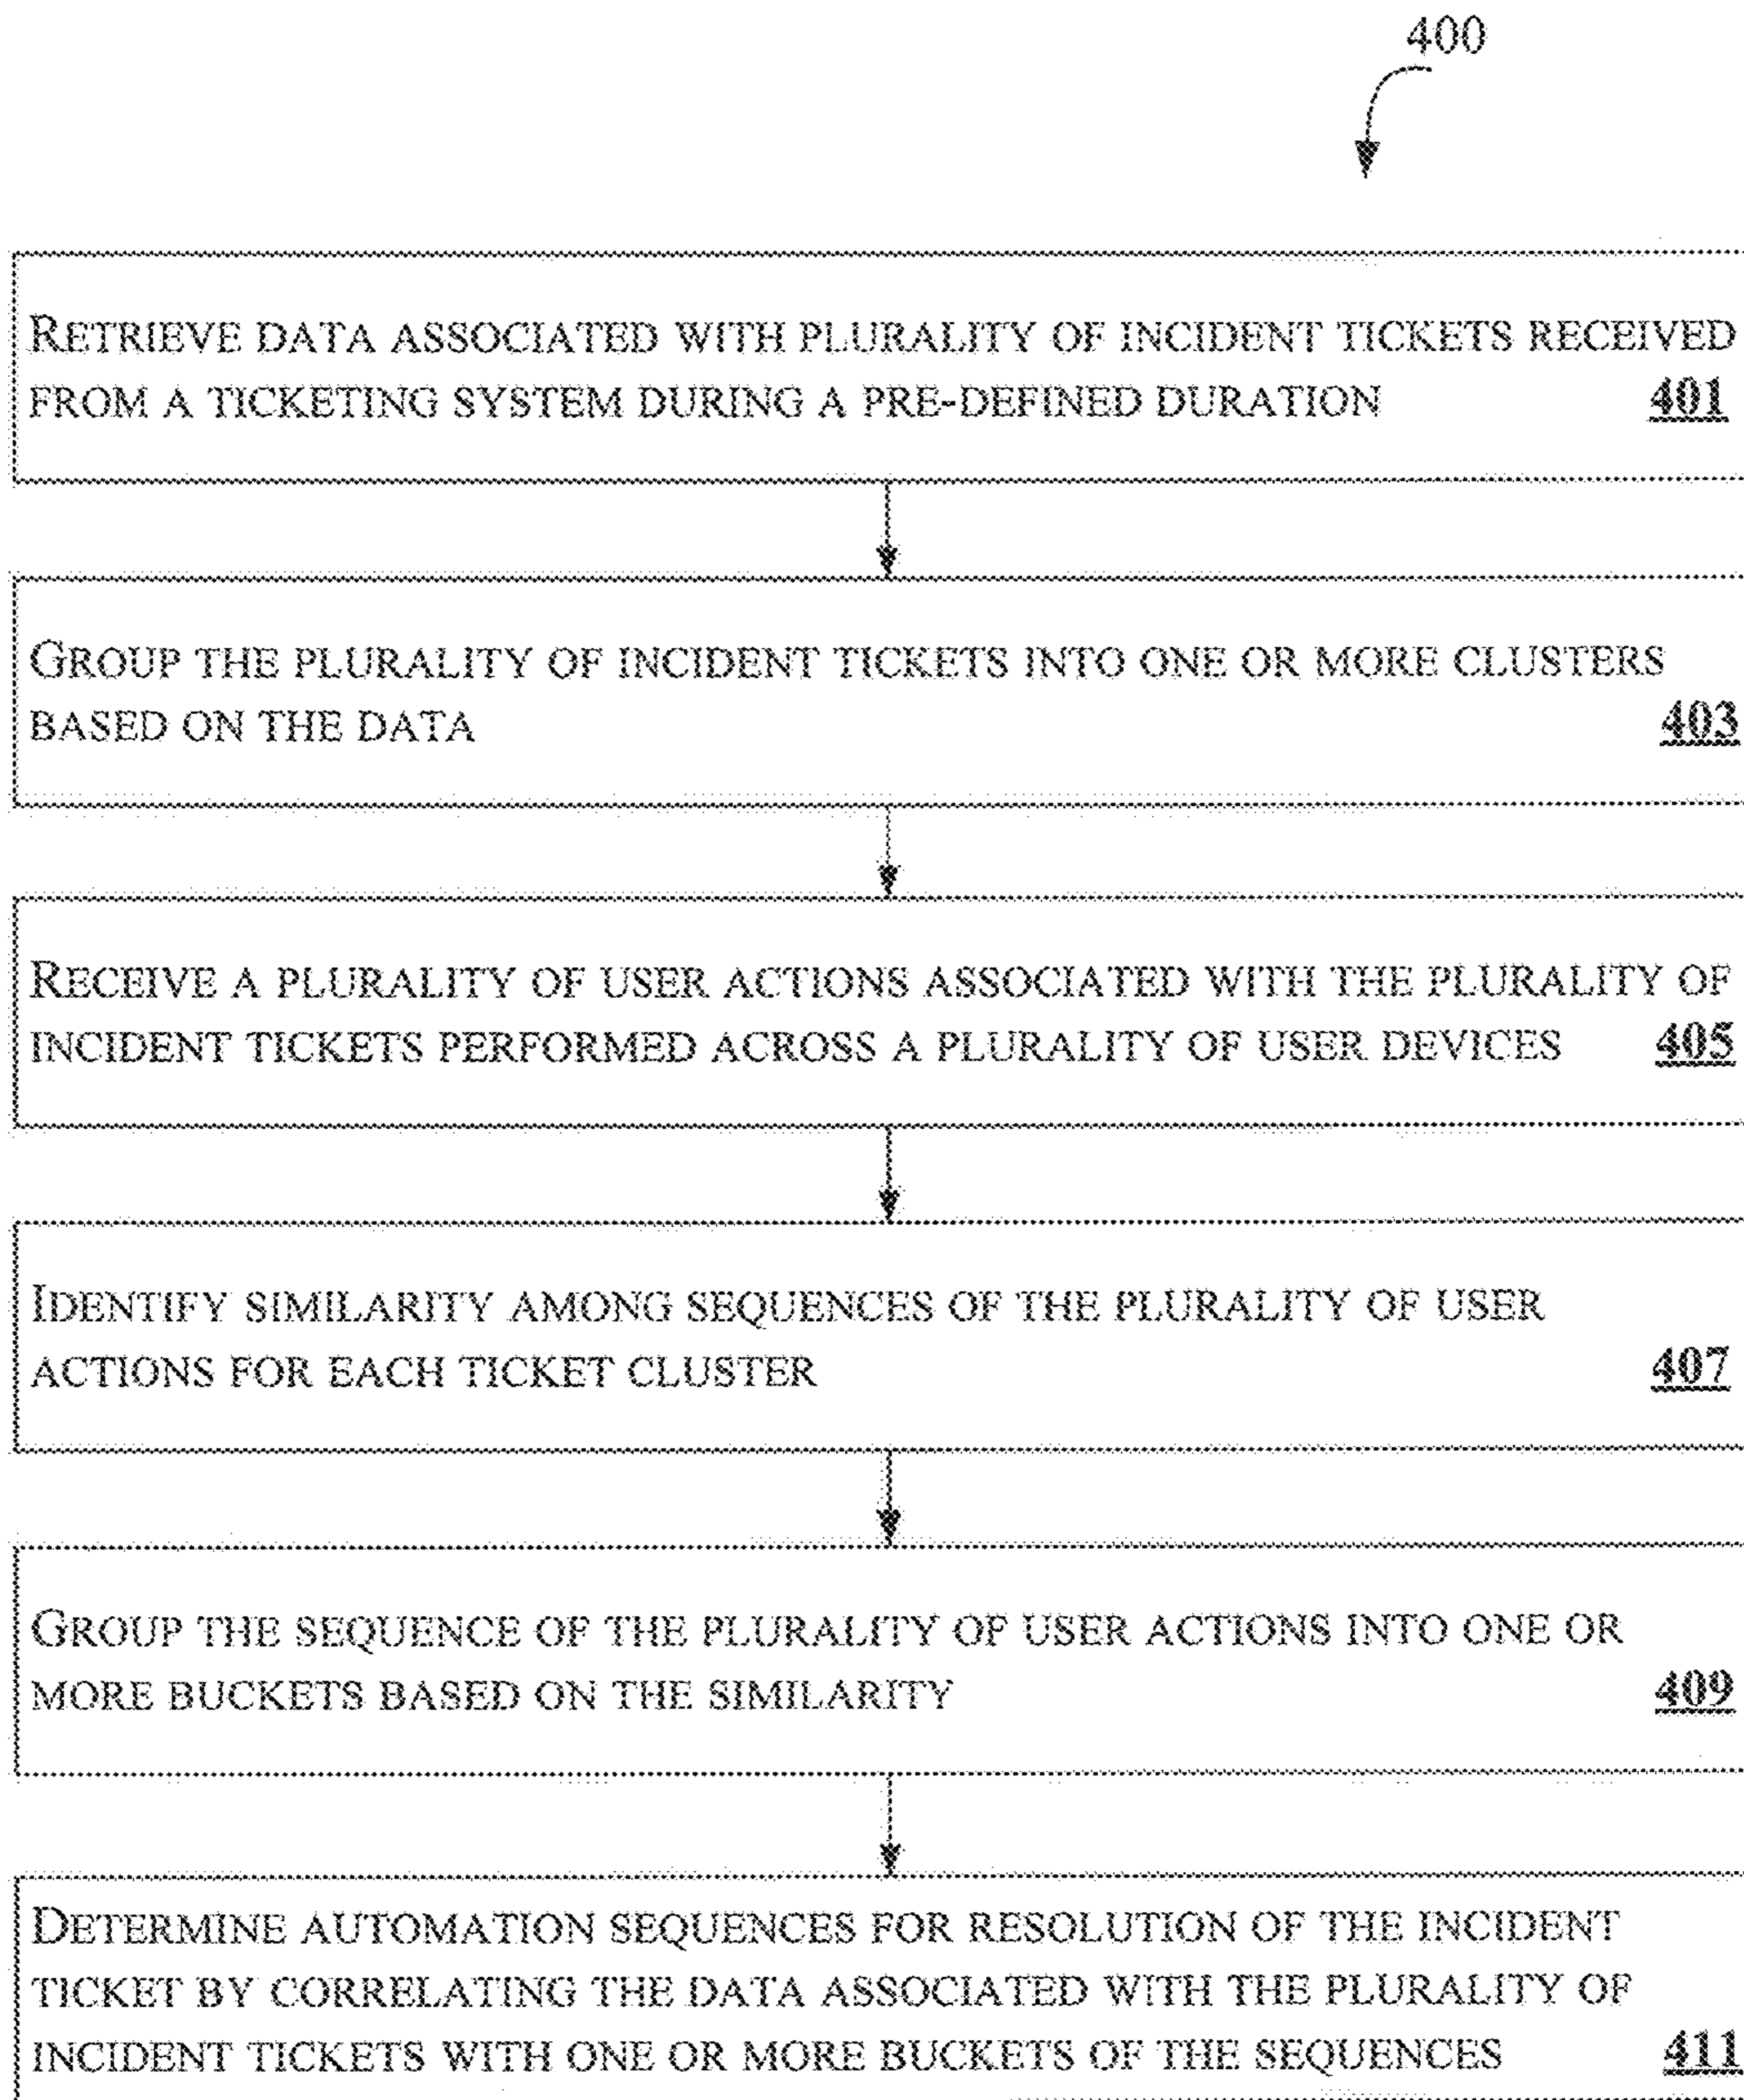 400
RETRIEVE DATA ASSOCIATED WITH PLURALITY OF INCIDENT TICKETS RECEIVED
FROM A TICKETING SYSTEM DURING A PRE-DEFINED DURATION 401
GROUP THE PLURALITY OF INCIDENT TICKETS INTO ONE OR MORE CLUSTERS
BASED ON THE DATA 403
RECEIVE A PLURALITY OF USER ACTIONS ASSOCIATED WITH THE PLURALITY OF
INCIDENT TICKETS PERFORMED ACROSS A PLURALITY OF USER DEVICES 405
IDENTIFY SIMILARITY AMONG SEQUENCES OF THE PLURALITY OF USER
ACTIONS FOR EACH TICKET CLUSTER 407
GROUP THE SEQUENCE OF THE PLURALITY OF USER ACTIONS INTO ONE OR
MORE BUCKETS BASED ON THE SIMILARITY 409
DETERMINE AUTOMATION SEQUENCES FOR RESOLUTION OF THE INCIDENT
TICKET BY CORRELATING THE DATA ASSOCIATED WITH THE PLURALITY OF
INCIDENT TICKETS WITH ONE OR MORE BUCKETS OF THE SEQUENCES 411